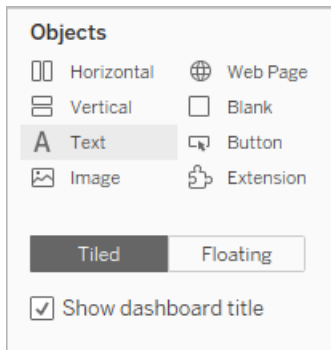 Objects
Horizontal
Web Page
Vertical
Blank
Text
Button
Image
Extension
Tiled
Floating
Show dashboard title